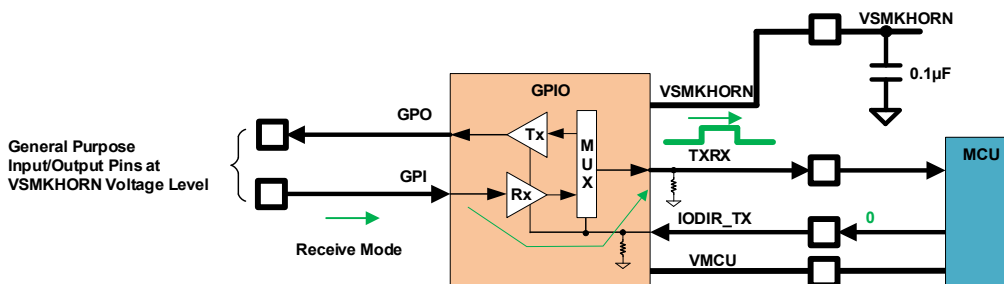 VSMKHORN
0.1µF
GPIO
VSMKHORN
GPO
Tx
MUX
TXRX
MCU
General Purpose
Input/Output Pins at
VSMKHORN Voltage Level
GPI
Rx
IODIR_TX
0
Receive Mode
VMCU